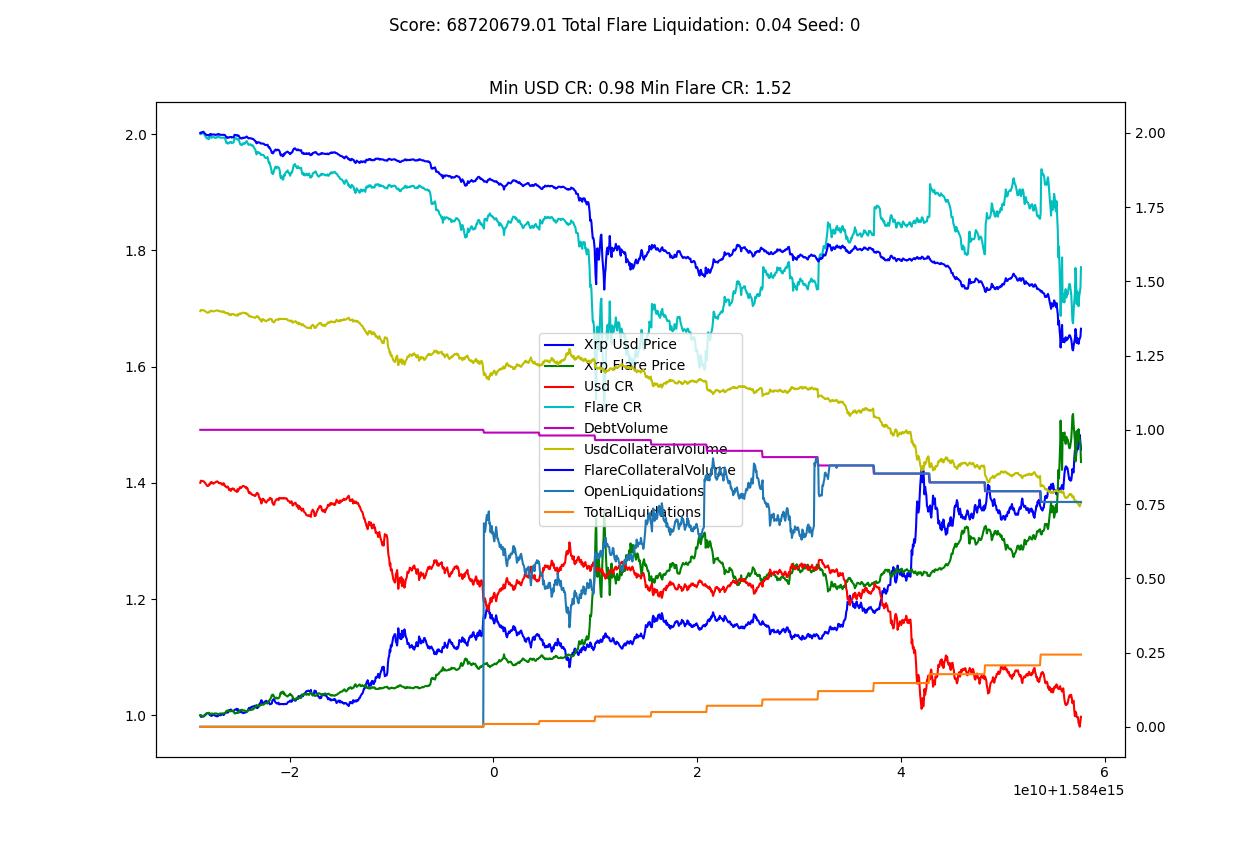 Score: 68720679.01 Total Flare Liquidation: 0.04 Seed: 0
Min USD CR: 0.98 Min Flare CR: 1.52
2.0
1.8
1.6
1.4
1.2
1.0
2.00
1.75
1.50
1.25
1.00
0.75
0.50
0.25
0.00
Xrp Usd Price
Xrp Flare Price
Usd CR
Flare CR
DebtVolume
UsdCollateralVolume
FlareCollateralVolume
OpenLiquidations
TotalLiquidations
−2 0 2 4 6
1e10+1.584e15